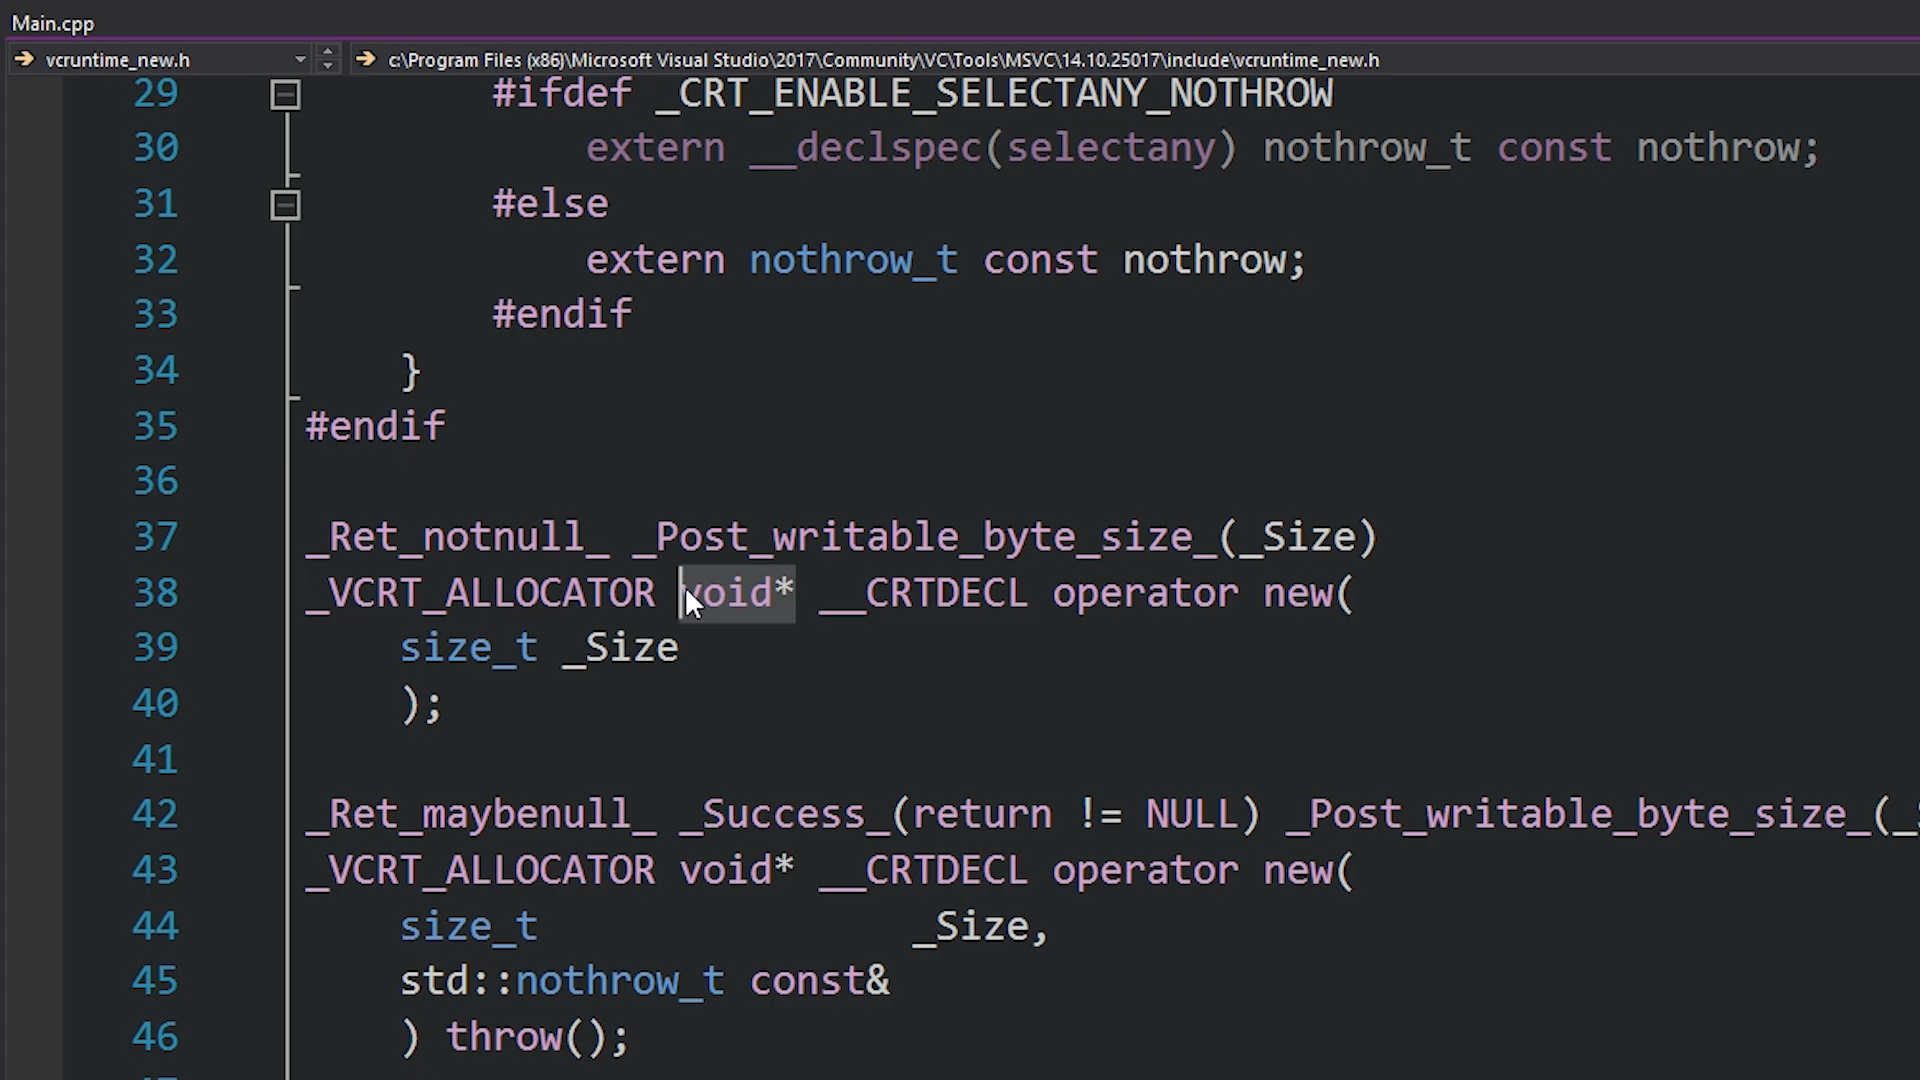 Main.cpp
vcruntime_new.h c:\Program Files (x86)\Microsoft Visual Studio\2017\Community\VC\Tools\MSVC\14.10.25017\include\vcruntime_new.h
29 #ifdef _CRT_ENABLE_SELECTANY_NOTHROW
30 extern __declspec(selectany) nothrow_t const nothrow;
31 #else
32 extern nothrow_t const nothrow;
33 #endif
34 }
35 #endif
36
37 _Ret_notnull_ _Post_writable_byte_size_(_Size)
38 _VCRT_ALLOCATOR void* __CRTDECL operator new(
39 size_t _Size
40 );
41
42 _Ret_maybenull_ _Success_(return != NULL) _Post_writable_byte_size_(_
43 _VCRT_ALLOCATOR void* __CRTDECL operator new(
44 size_t _Size,
45 std::nothrow_t const&
46 ) throw();